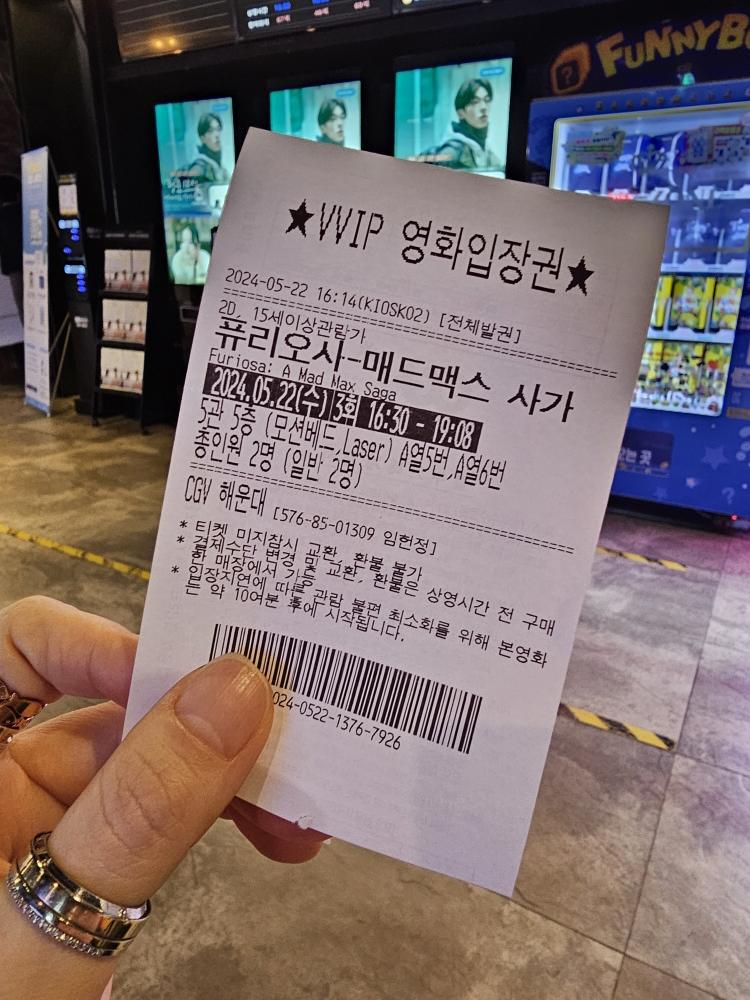 FUNNYB
★VVIP 영화입장권★
2024-05-22 16:14(KIOSK02) [전체발권]
2D, 15세이상관람가
퓨리오사-매드맥스 사가
Furiosa: A Mad Max Saga
2024.05.22(수) 3회 16:30 - 19:08
5관 5층 (모션베드,Laser) A열5번,A열6번
총인원 2명 (일반 2명)
CGV 해운대 [576-85-01309 임헌정]
* 티켓 미지참시 교환, 환불 불가
* 결제수단 변경 및 교환, 환불은 상영시간 전 구매
한 매장에서 가능
* 입장지연에 따른 관람 불편 최소화를 위해 본영화
는 약 10여분 후에 시작됩니다.
024-0522-1376-7926